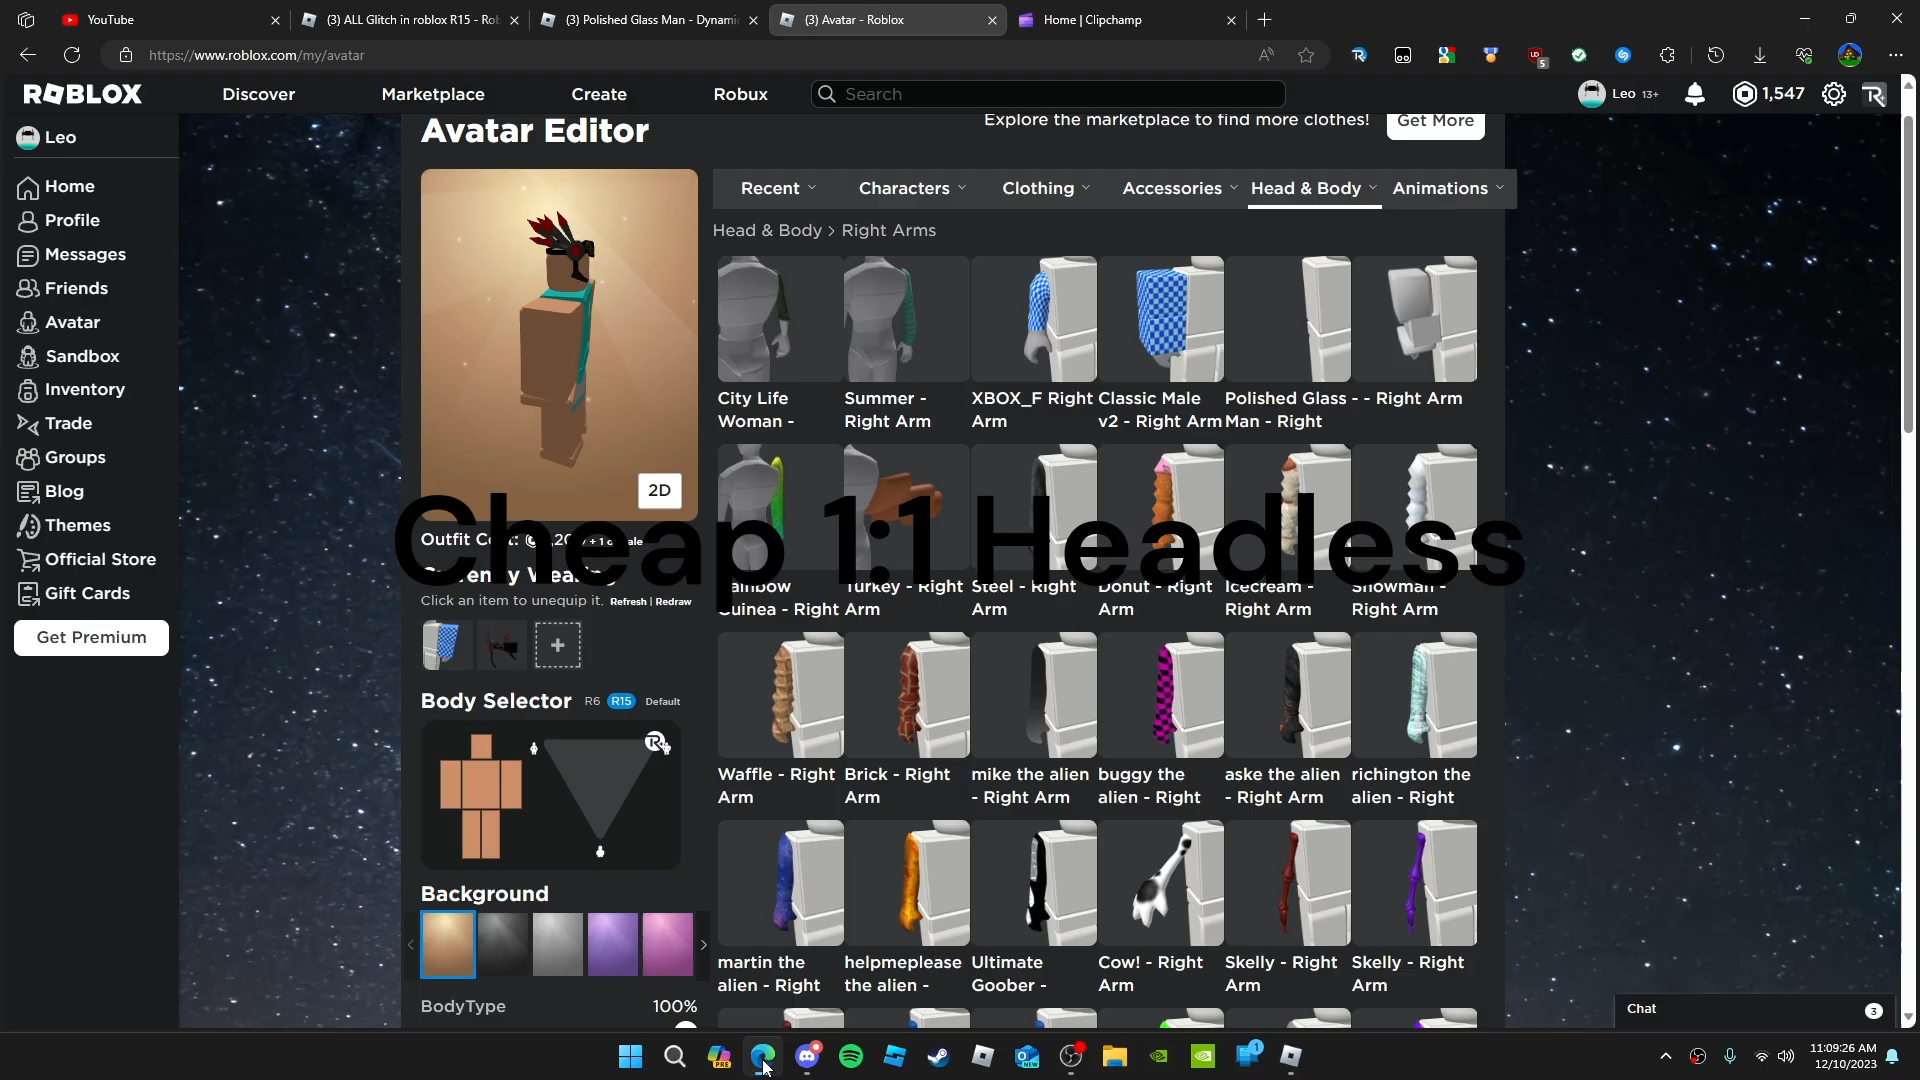 YouTube
(3) ALL Glitch in roblox R15 - Rob
(3) Polished Glass Man - Dynamic
(3) Avatar - Roblox
Home | Clipchamp
https://www.roblox.com/my/avatar
ROBLOX
Discover
Marketplace
Create
Robux
Search
Leo 13+
1,547
Leo
Home
Profile
Messages
Friends
Avatar
Sandbox
Inventory
Trade
Groups
Blog
Themes
Official Store
Gift Cards
Get Premium
Avatar Editor
Explore the marketplace to find more clothes!
Get More
2D
Recent
Characters
Clothing
Accessories
Head & Body
Animations
Head & Body > Right Arms
City Life
Woman -
Summer -
Right Arm
XBOX_F Right
Arm
Classic Male
v2 - Right Arm
Polished Glass
Man - Right
- - Right Arm
Cheap 1:1 Headless
Guinea - Right
Turkey - Right
Arm
Steel - Right
Arm
Donut - Right
Arm
Icecream -
Right Arm
Snowman -
Right Arm
Waffle - Right
Arm
Brick - Right
Arm
mike the alien
- Right Arm
buggy the
alien - Right
aske the alien
- Right Arm
richington the
alien - Right
martin the
alien - Right
helpmeplease
the alien -
Ultimate
Goober -
Cow! - Right
Arm
Skelly - Right
Arm
Skelly - Right
Arm
Outfit
Currently Wearing
Click an item to unequip it. Refresh | Redraw
Body Selector R6 R15 Default
Background
BodyType
100%
Chat
3
11:09:26 AM
12/10/2023